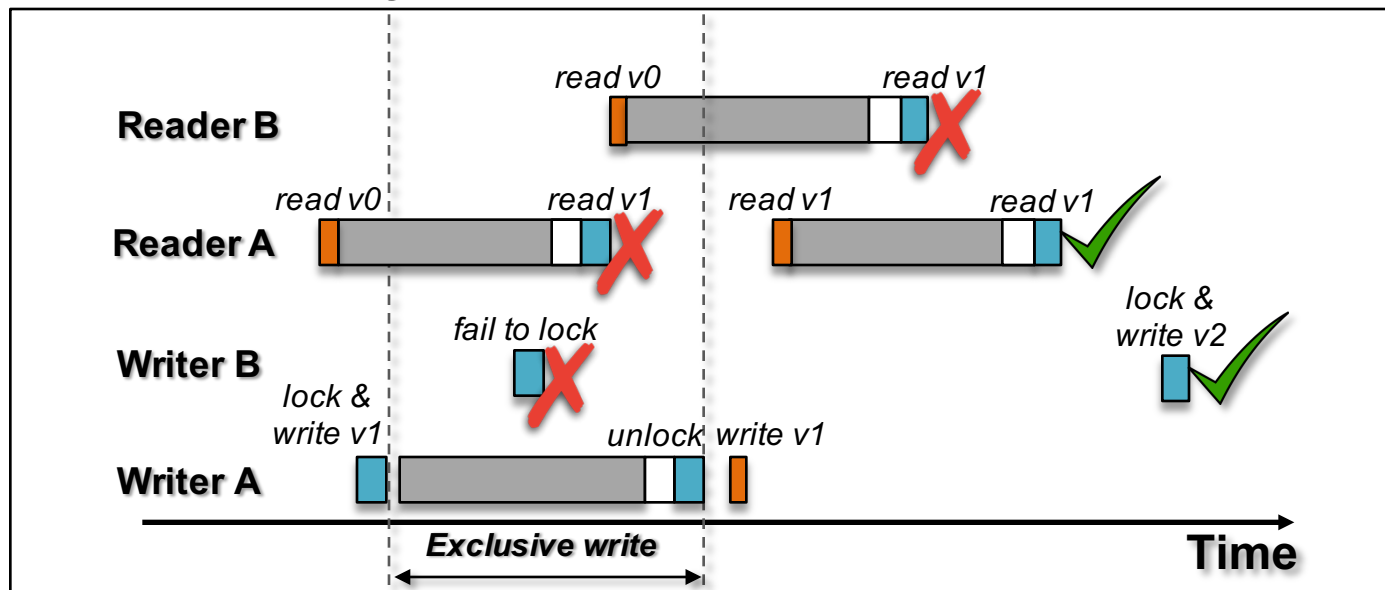 read v0
read v1
Reader B
read v0
read v1
read v1
read v1
Reader A
lock &
write v2
fail to lock
Writer B
lock &
write v1
unlock
write v1
Writer A
Exclusive write
Time